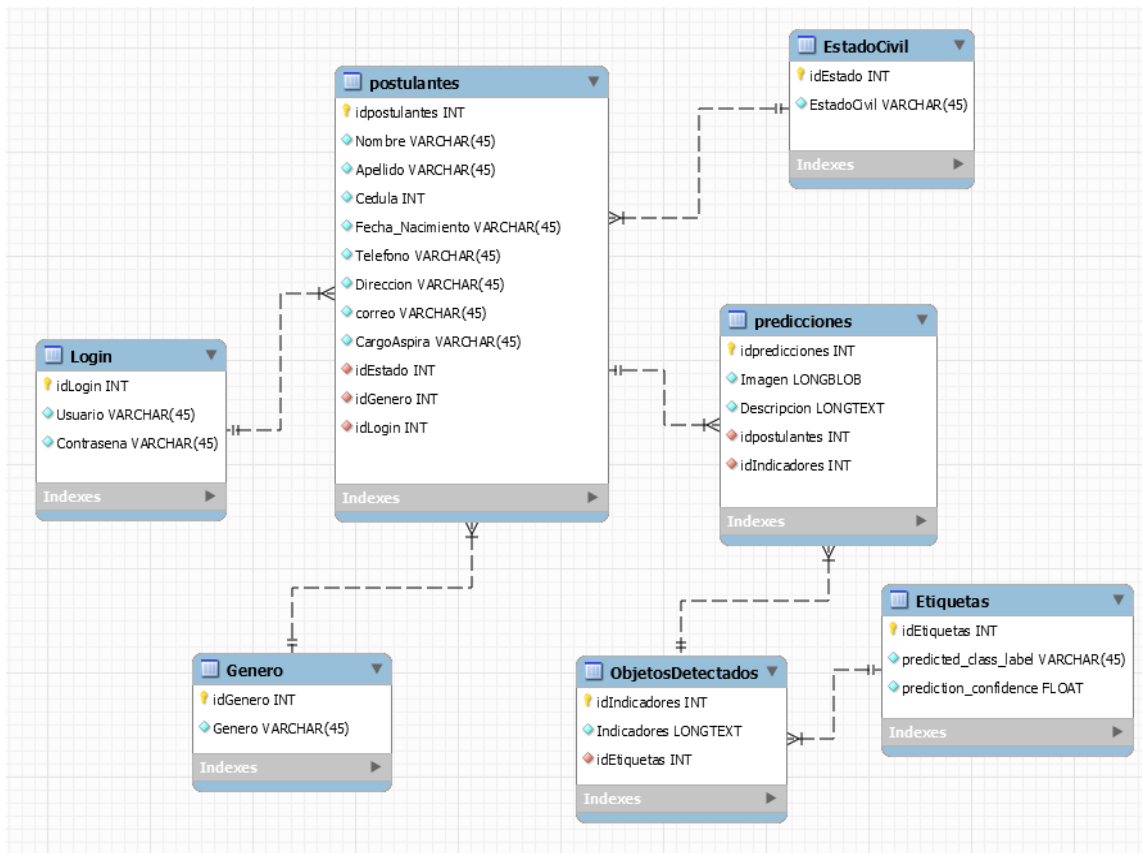 EstadoCivil
idEstado INT
EstadoCivil VARCHAR(45)
Indexes
postulantes
idpostulantes INT
Nombre VARCHAR(45)
Apellido VARCHAR(45)
Cedula INT
Fecha_Nacimiento VARCHAR(45)
Telefono VARCHAR(45)
Direccion VARCHAR(45)
correo VARCHAR(45)
CargoAspira VARCHAR(45)
idEstado INT
idGenero INT
idLogin INT
Indexes
predicciones
idpredicciones INT
Imagen LONGBLOB
Descripcion LONGTEXT
idpostulantes INT
idIndicadores INT
Indexes
Login
idLogin INT
Usuario VARCHAR(45)
Contrasena VARCHAR(45)
Indexes
Etiquetas
idEtiquetas INT
predicted_class_label VARCHAR(45)
prediction_confidence FLOAT
Indexes
Genero
idGenero INT
Genero VARCHAR(45)
Indexes
ObjetosDetectados
idIndicadores INT
Indicadores LONGTEXT
idEtiquetas INT
Indexes